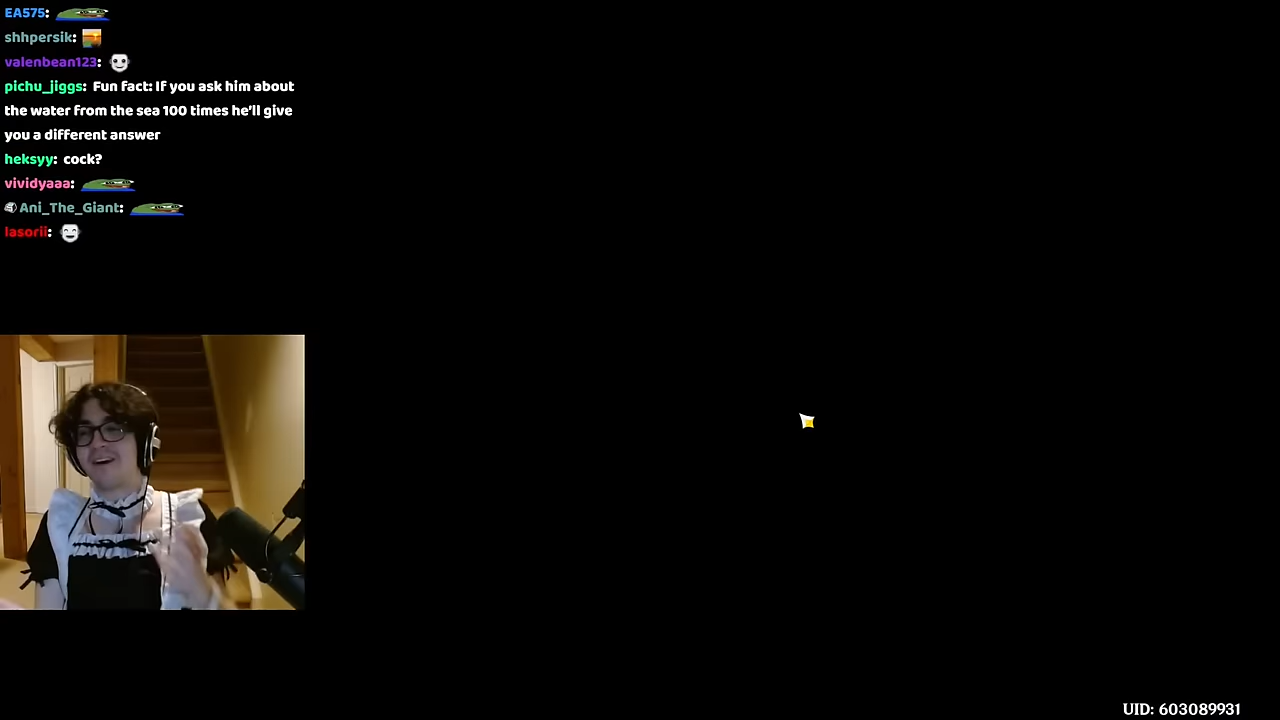 EA575:
shhpersik:
valenbean123:
pichu_jiggs: Fun fact: If you ask him about
the water from the sea 100 times he'll give
you a different answer
heksyy: cock?
vividyaaa:
Ani_The_Giant:
lasorii:
UID: 603089931